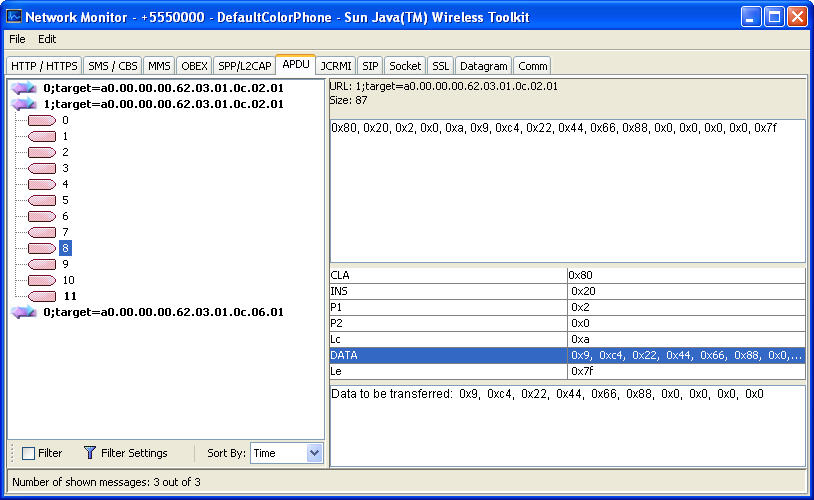 Network Monitor - +5550000 - DefaultColorPhone - Sun Java(TM) Wireless Toolkit
File Edit
HTTP / HTTPS SMS / CBS MMS OBEX SPP/L2CAP APDU JCRMI SIP Socket SSL Datagram Comm
0;target=a0.00.00.00.62.03.01.0c.02.01
1;target=a0.00.00.00.62.03.01.0c.02.01
0
1
2
3
4
5
6
7
8
9
10
11
0;target=a0.00.00.00.62.03.01.0c.06.01
Filter Filter Settings Sort By: Time
URL: 1;target=a0.00.00.00.62.03.01.0c.02.01
Size: 87
0x80, 0x20, 0x2, 0x0, 0xa, 0x9, 0xc4, 0x22, 0x44, 0x66, 0x88, 0x0, 0x0, 0x0, 0x0, 0x7f
CLA 0x80
INS 0x20
P1 0x2
P2 0x0
Lc 0xa
DATA 0x9, 0xc4, 0x22, 0x44, 0x66, 0x88, 0x0,...
Le 0x7f
Data to be transferred: 0x9, 0xc4, 0x22, 0x44, 0x66, 0x88, 0x0, 0x0, 0x0, 0x0
Number of shown messages: 3 out of 3